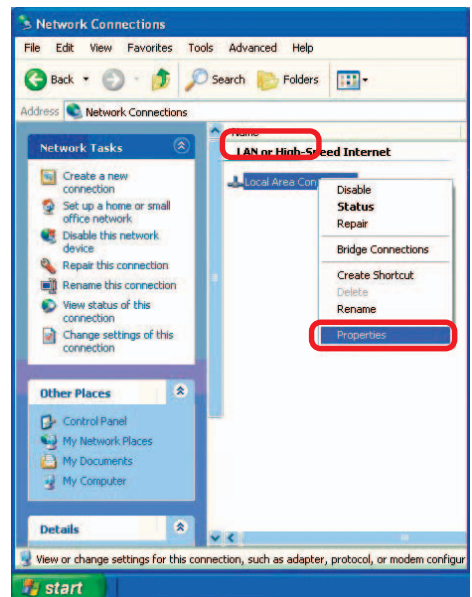 Network Connections
File Edit View Favorites Tools Advanced Help
Back Search Folders
Address Network Connections
Network Tasks
Create a new
connection
Set up a home or small
office network
Disable this network
device
Repair this connection
Rename this connection
View status of this
connection
Change settings of this
connection
Other Places
Control Panel
My Network Places
My Documents
My Computer
Details
Name
LAN or High-Speed Internet
Local Area Con
Disable
Status
Repair
Bridge Connections
Create Shortcut
Delete
Rename
Properties
View or change settings for this connection, such as adapter, protocol, or modem configur
start